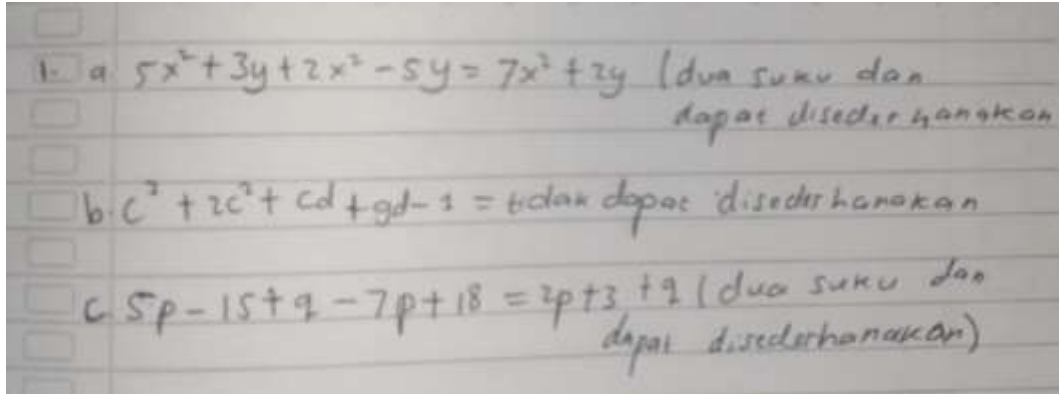 1. a 5x² + 3y + 2x² - 5y = 7x² + 2y (dua suku dan
dapat disederhanakan
b. c² + 2c² + cd + gd - 1 = tidak dapat disederhanakan
c. 5p - 15 + q - 7p + 18 = 2p + 3 + q (dua suku dan
dapat disederhanakan)